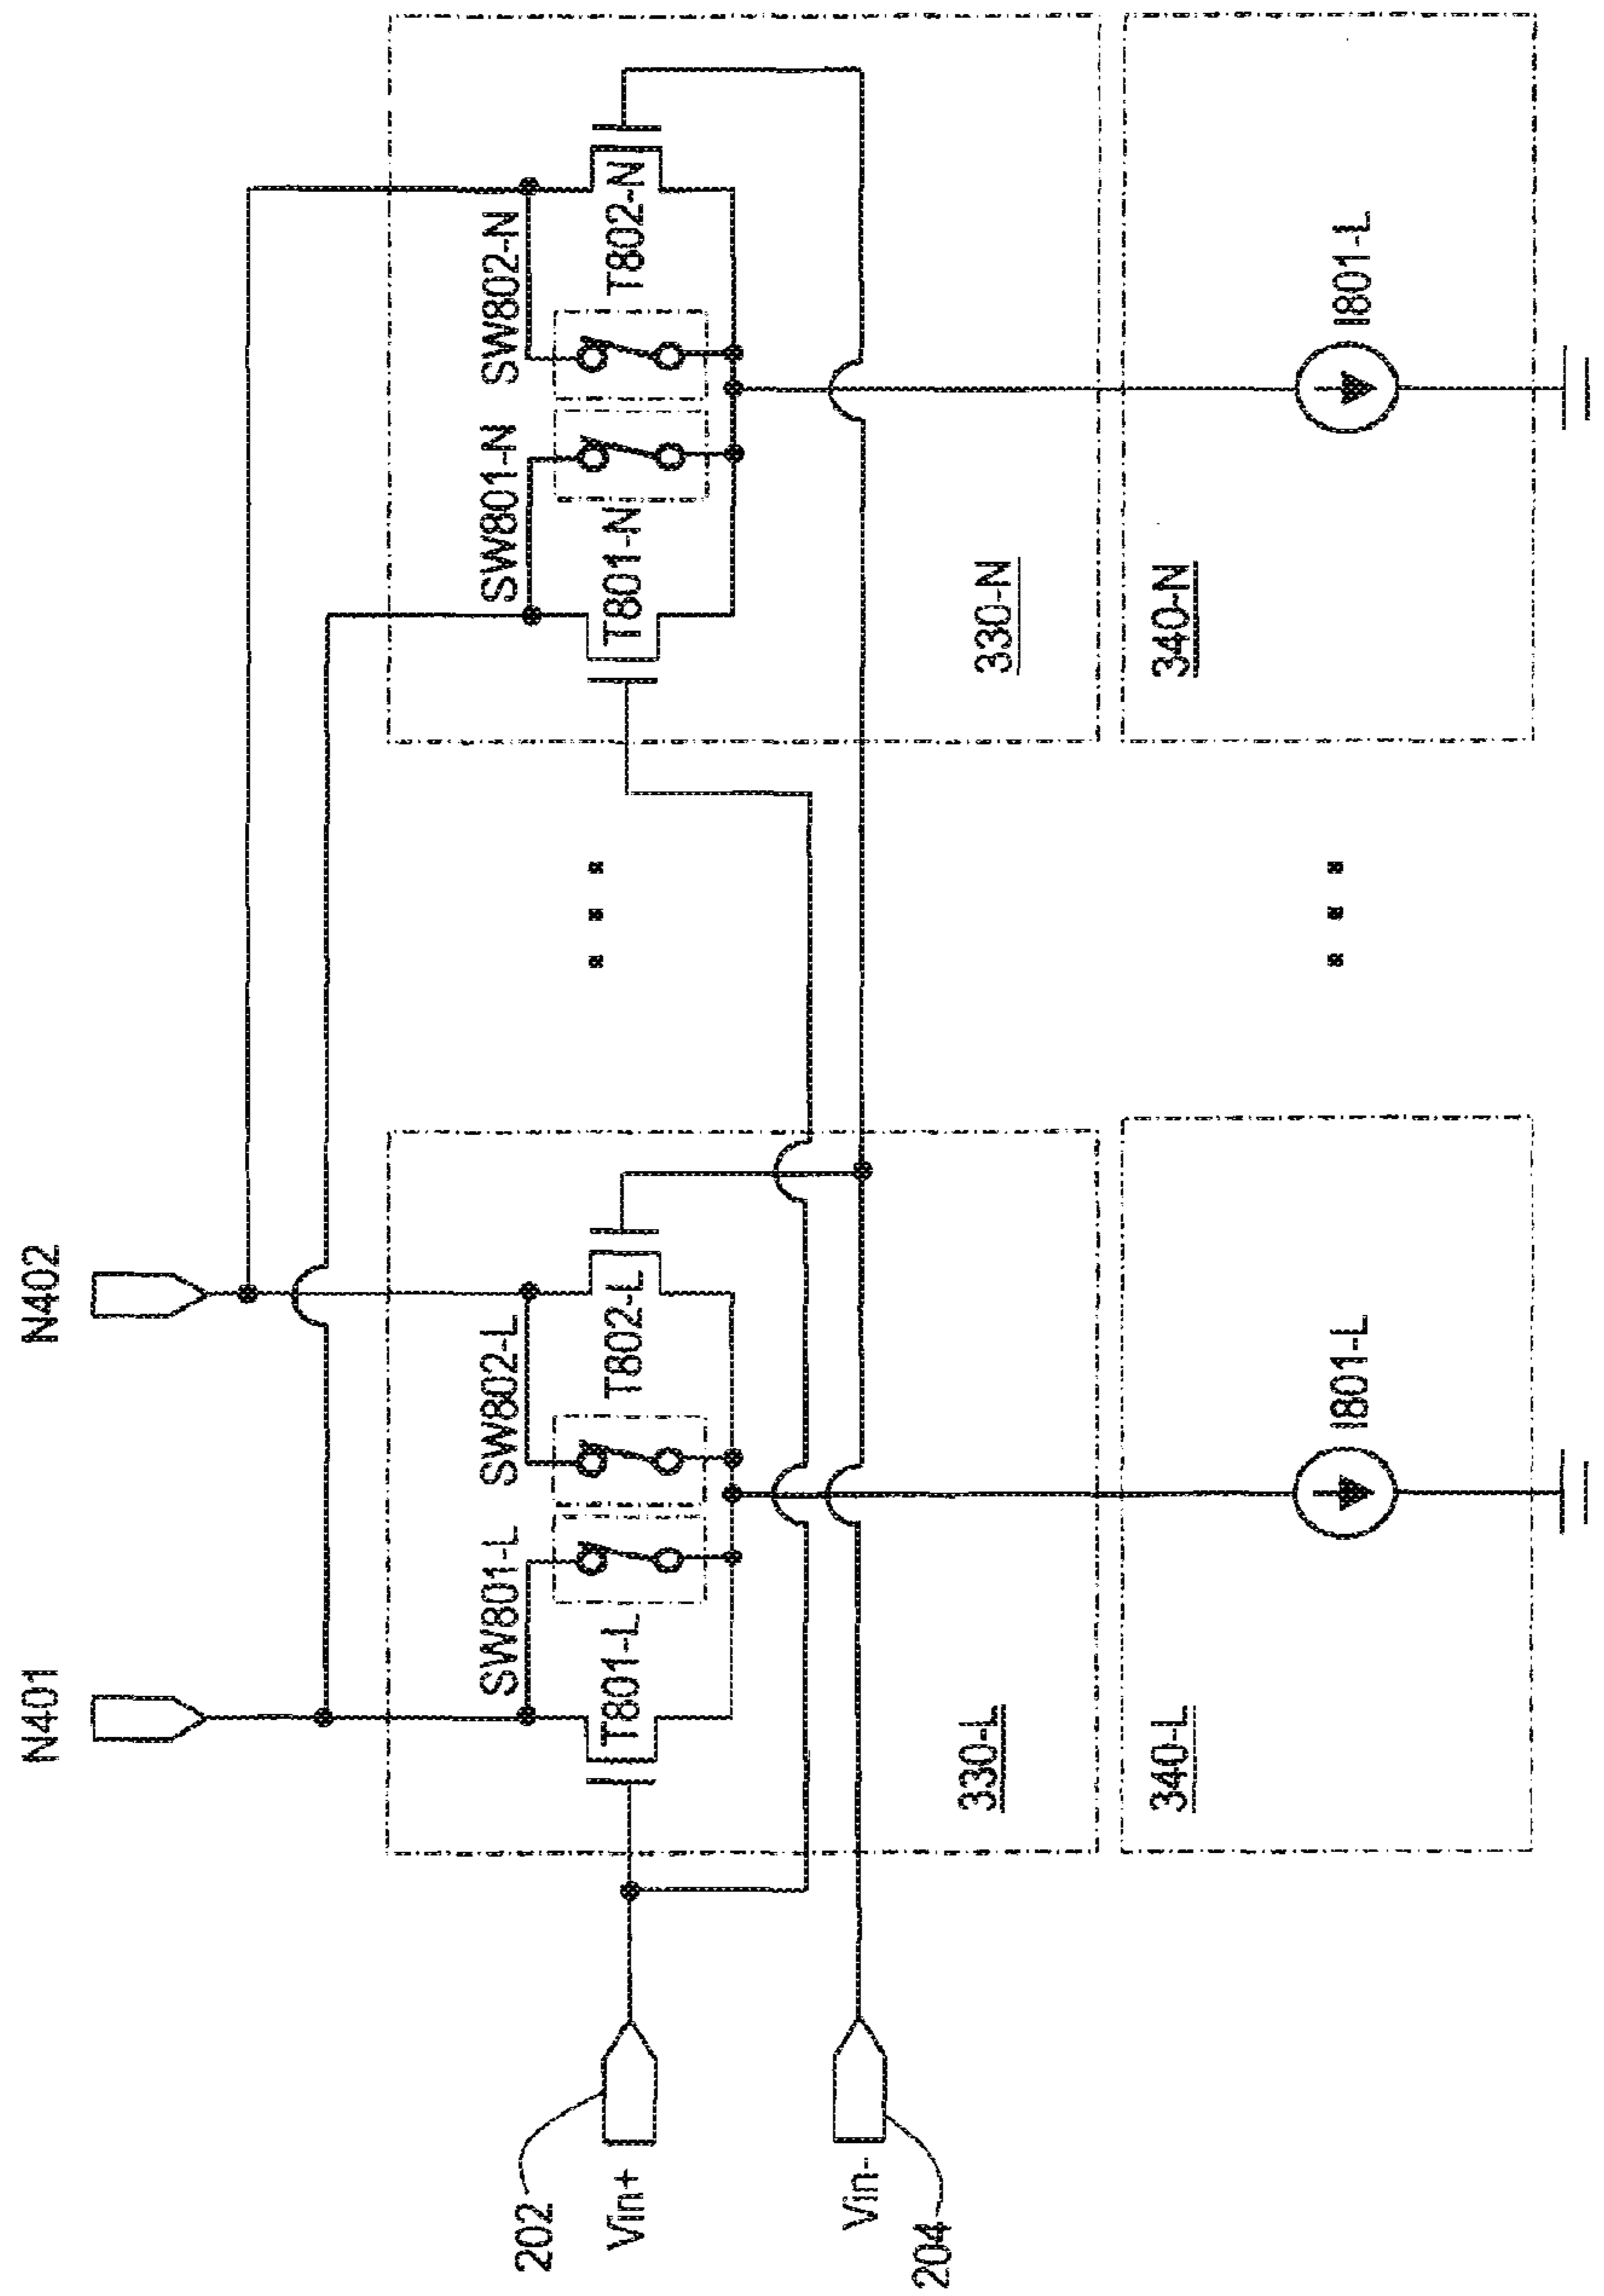 N401
N402
SW801-L
SW802-L
SW801-N
SW802-N
T801-L
T802-L
T801-N
T802-N
202
Vin+
Vin-
204
330-L
330-N
340-L
340-N
I801-L
I801-L